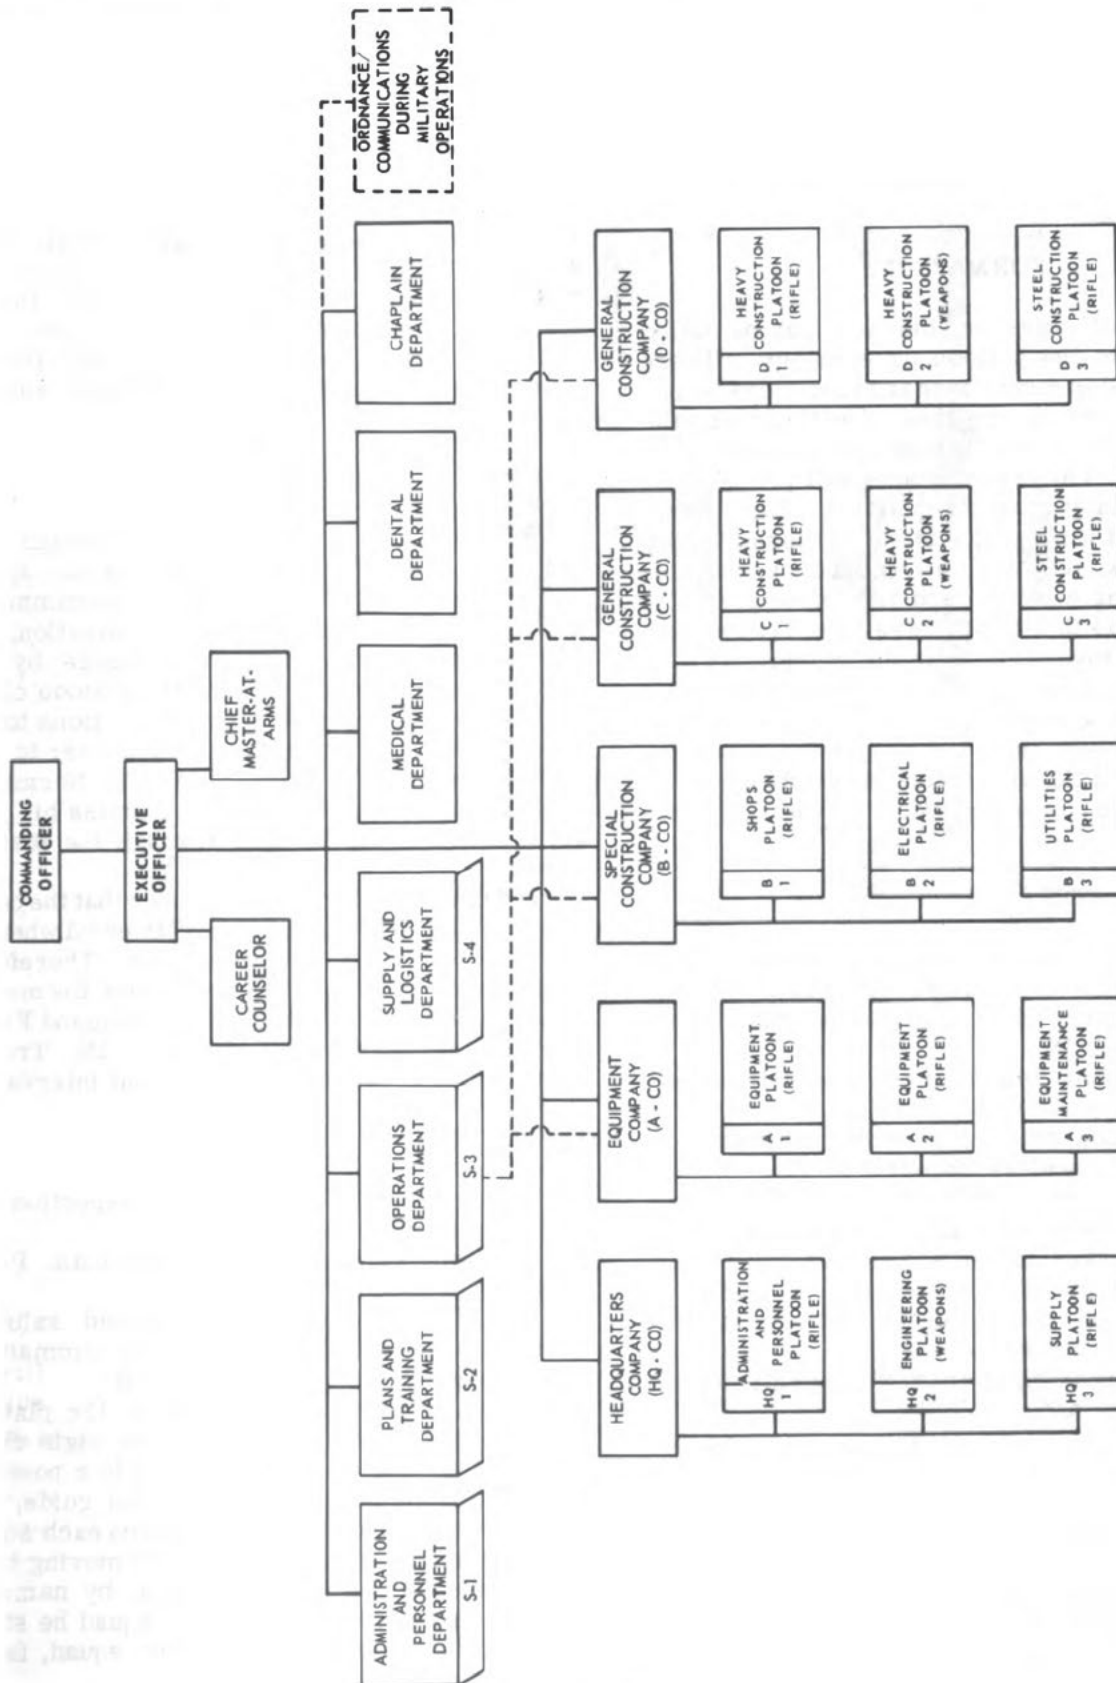 COMMANDING
OFFICER
EXECUTIVE
OFFICER
CAREER
COUNSELOR
CHIEF
MASTER-AT-
ARMS
ADMINISTRATION
AND
PERSONNEL
DEPARTMENT
S-1
PLANS AND
TRAINING
DEPARTMENT
S-2
OPERATIONS
DEPARTMENT
S-3
SUPPLY AND
LOGISTICS
DEPARTMENT
S-4
MEDICAL
DEPARTMENT
DENTAL
DEPARTMENT
CHAPLAIN
DEPARTMENT
ORDNANCE/
COMMUNICATIONS
DURING
MILITARY
OPERATIONS
HEADQUARTERS
COMPANY
(HQ - CO)
EQUIPMENT
COMPANY
(A - CO)
SPECIAL
CONSTRUCTION
COMPANY
(B - CO)
GENERAL
CONSTRUCTION
COMPANY
(C - CO)
GENERAL
CONSTRUCTION
COMPANY
(D - CO)
HQ
1
ADMINISTRATION
AND
PERSONNEL
PLATOON
(RIFLE)
A
1
EQUIPMENT
PLATOON
(RIFLE)
B
1
SHOPS
PLATOON
(RIFLE)
C
1
HEAVY
CONSTRUCTION
PLATOON
(RIFLE)
D
1
HEAVY
CONSTRUCTION
PLATOON
(RIFLE)
HQ
2
ENGINEERING
PLATOON
(WEAPONS)
A
2
EQUIPMENT
PLATOON
(RIFLE)
B
2
ELECTRICAL
PLATOON
(RIFLE)
C
2
HEAVY
CONSTRUCTION
PLATOON
(WEAPONS)
D
2
HEAVY
CONSTRUCTION
PLATOON
(WEAPONS)
HQ
3
SUPPLY
PLATOON
(RIFLE)
A
3
EQUIPMENT
MAINTENANCE
PLATOON
(RIFLE)
B
3
UTILITIES
PLATOON
(RIFLE)
C
3
STEEL
CONSTRUCTION
PLATOON
(RIFLE)
D
3
STEEL
CONSTRUCTION
PLATOON
(RIFLE)